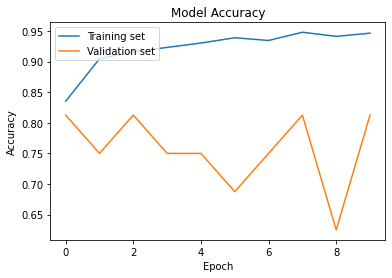 Model Accuracy
Training set
Validation set
0.95
0.90
0.85
0.80
0.75
0.70
0.65
Accuracy
0 2 4 6 8
Epoch